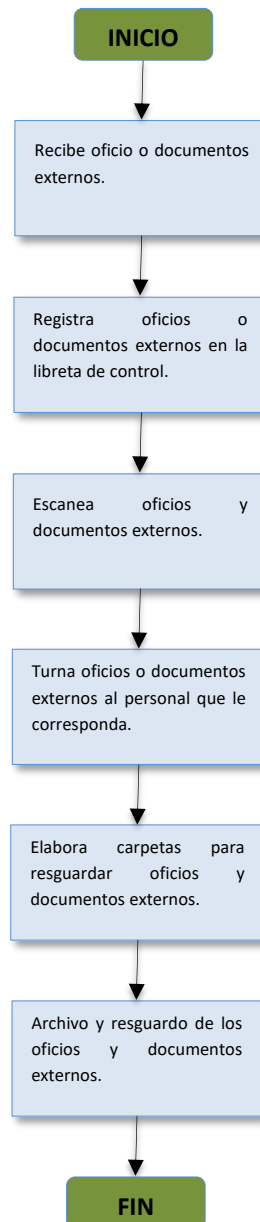 INICIO
Recibe oficio o documentos
externos.
Registra oficios o
documentos externos en la
libreta de control.
Escanea oficios y
documentos externos.
Turna oficios o documentos
externos al personal que le
corresponda.
Elabora carpetas para
resguardar oficios y
documentos externos.
Archivo y resguardo de los
oficios y documentos
externos.
FIN